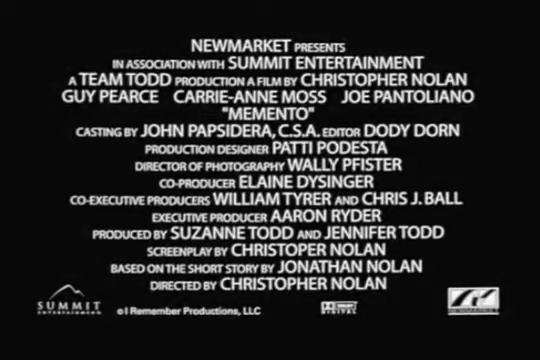 NEWMARKET PRESENTS
IN ASSOCIATION WITH SUMMIT ENTERTAINMENT
A TEAM TODD PRODUCTION A FILM BY CHRISTOPHER NOLAN
GUY PEARCE CARRIE-ANNE MOSS JOE PANTOLIANO
"MEMENTO"
CASTING BY JOHN PAPSIDERA, C.S.A. EDITOR DODY DORN
PRODUCTION DESIGNER PATTI PODESTA
DIRECTOR OF PHOTOGRAPHY WALLY PFISTER
CO-PRODUCER ELAINE DYSINGER
CO-EXECUTIVE PRODUCERS WILLIAM TYRER AND CHRIS J. BALL
EXECUTIVE PRODUCER AARON RYDER
PRODUCED BY SUZANNE TODD AND JENNIFER TODD
SCREENPLAY BY CHRISTOPER NOLAN
BASED ON THE SHORT STORY BY JONATHAN NOLAN
DIRECTED BY CHRISTOPHER NOLAN
SUMMIT
ENTERTAINMENT
© I Remember Productions, LLC
DOLBY
DIGITAL
NEWMARKET